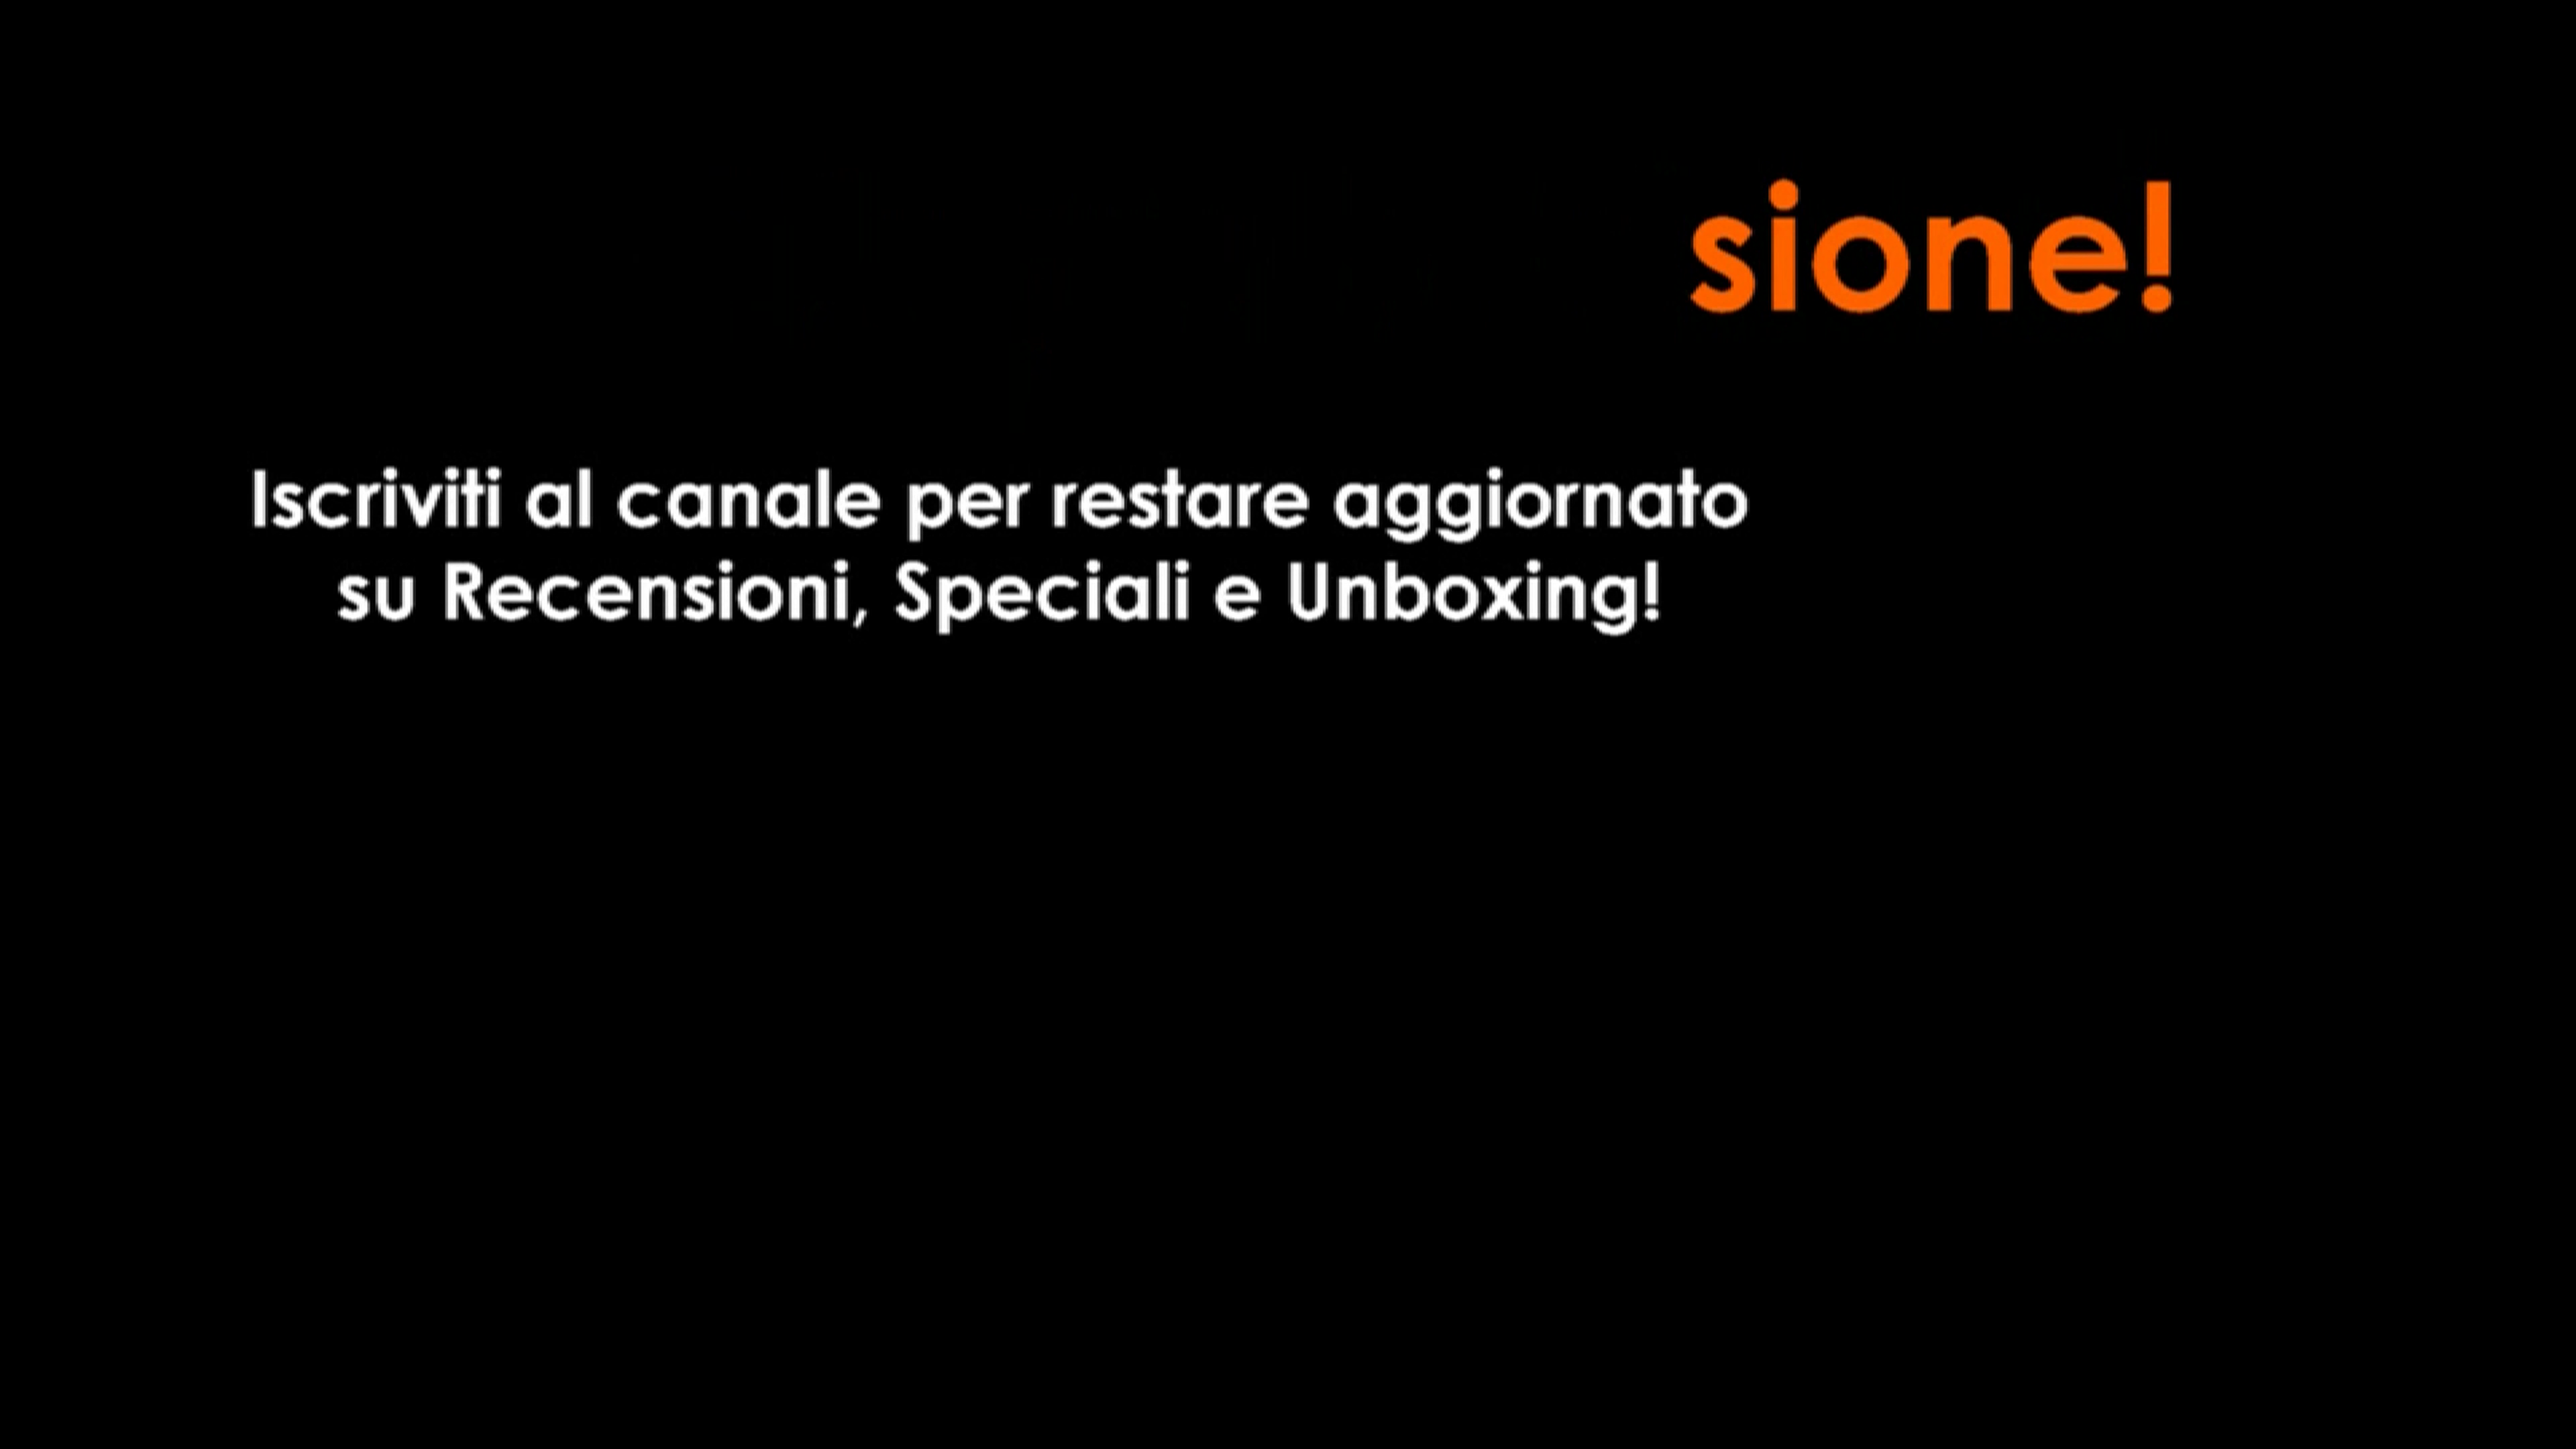 sione!
Iscriviti al canale per restare aggiornato
su Recensioni, Speciali e Unboxing!